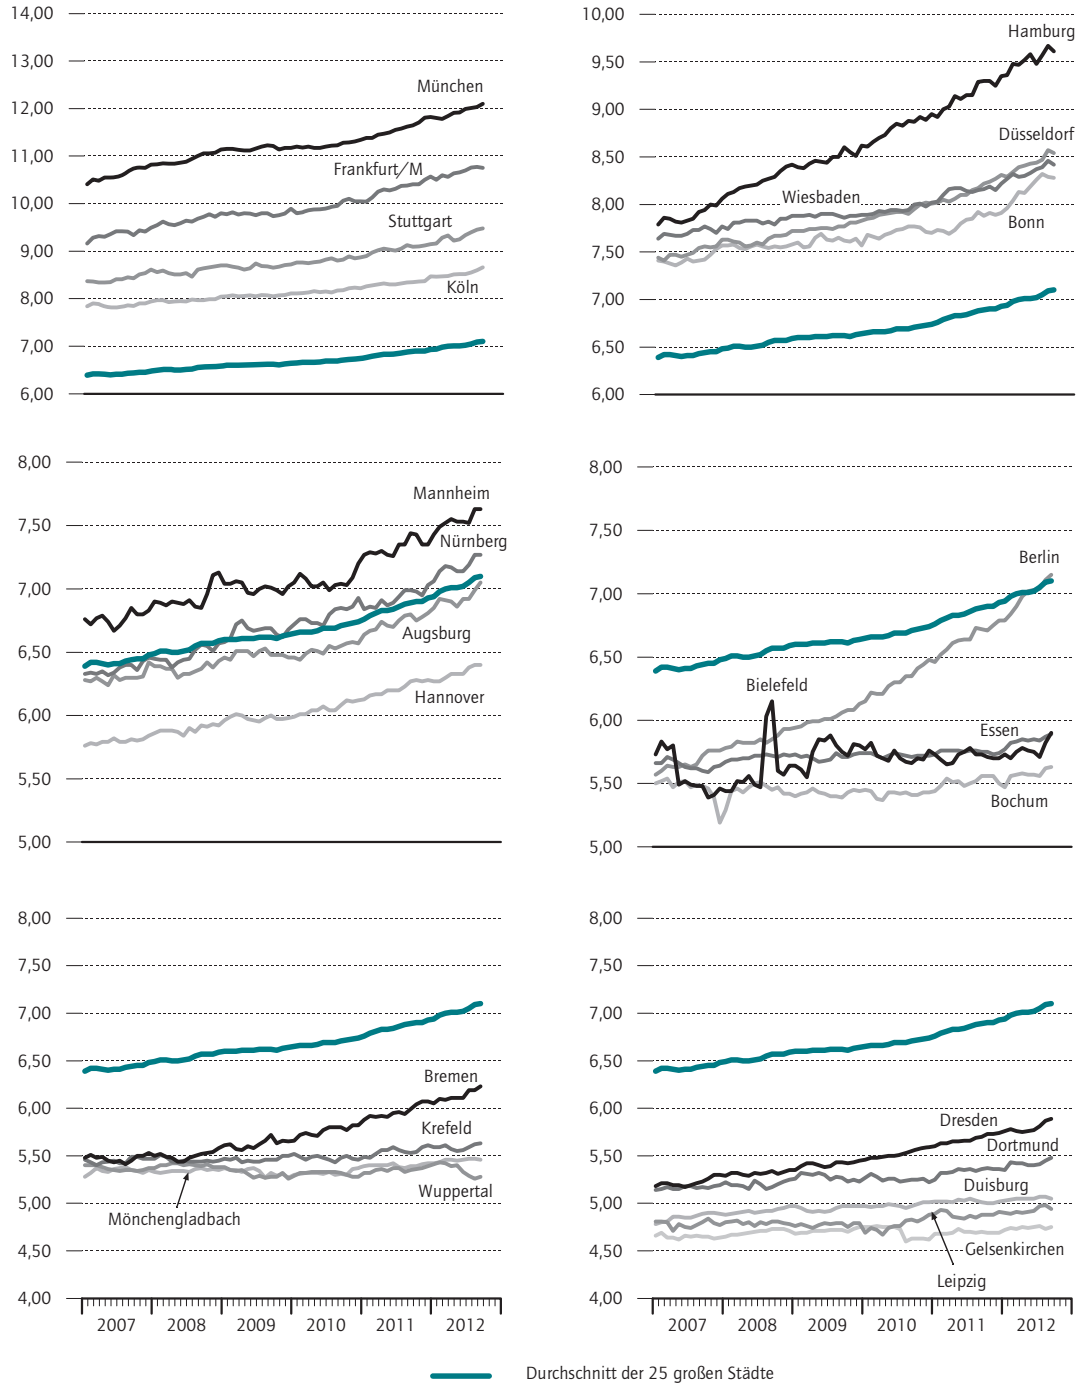 14,00
13,00
12,00
11,00
10,00
9,00
8,00
7,00
6,00
München
Frankfurt/M
Stuttgart
Köln
10,00
9,50
9,00
8,50
8,00
7,50
7,00
6,50
6,00
Hamburg
Düsseldorf
Wiesbaden
Bonn
8,00
7,50
7,00
6,50
6,00
5,50
5,00
Mannheim
Nürnberg
Augsburg
Hannover
8,00
7,50
7,00
6,50
6,00
5,50
5,00
Berlin
Bielefeld
Essen
Bochum
8,00
7,50
7,00
6,50
6,00
5,50
5,00
4,50
4,00
Bremen
Krefeld
Wuppertal
Mönchengladbach
2007 2008 2009 2010 2011 2012
8,00
7,50
7,00
6,50
6,00
5,50
5,00
4,50
4,00
Dresden
Dortmund
Duisburg
Gelsenkirchen
Leipzig
2007 2008 2009 2010 2011 2012
Durchschnitt der 25 großen Städte